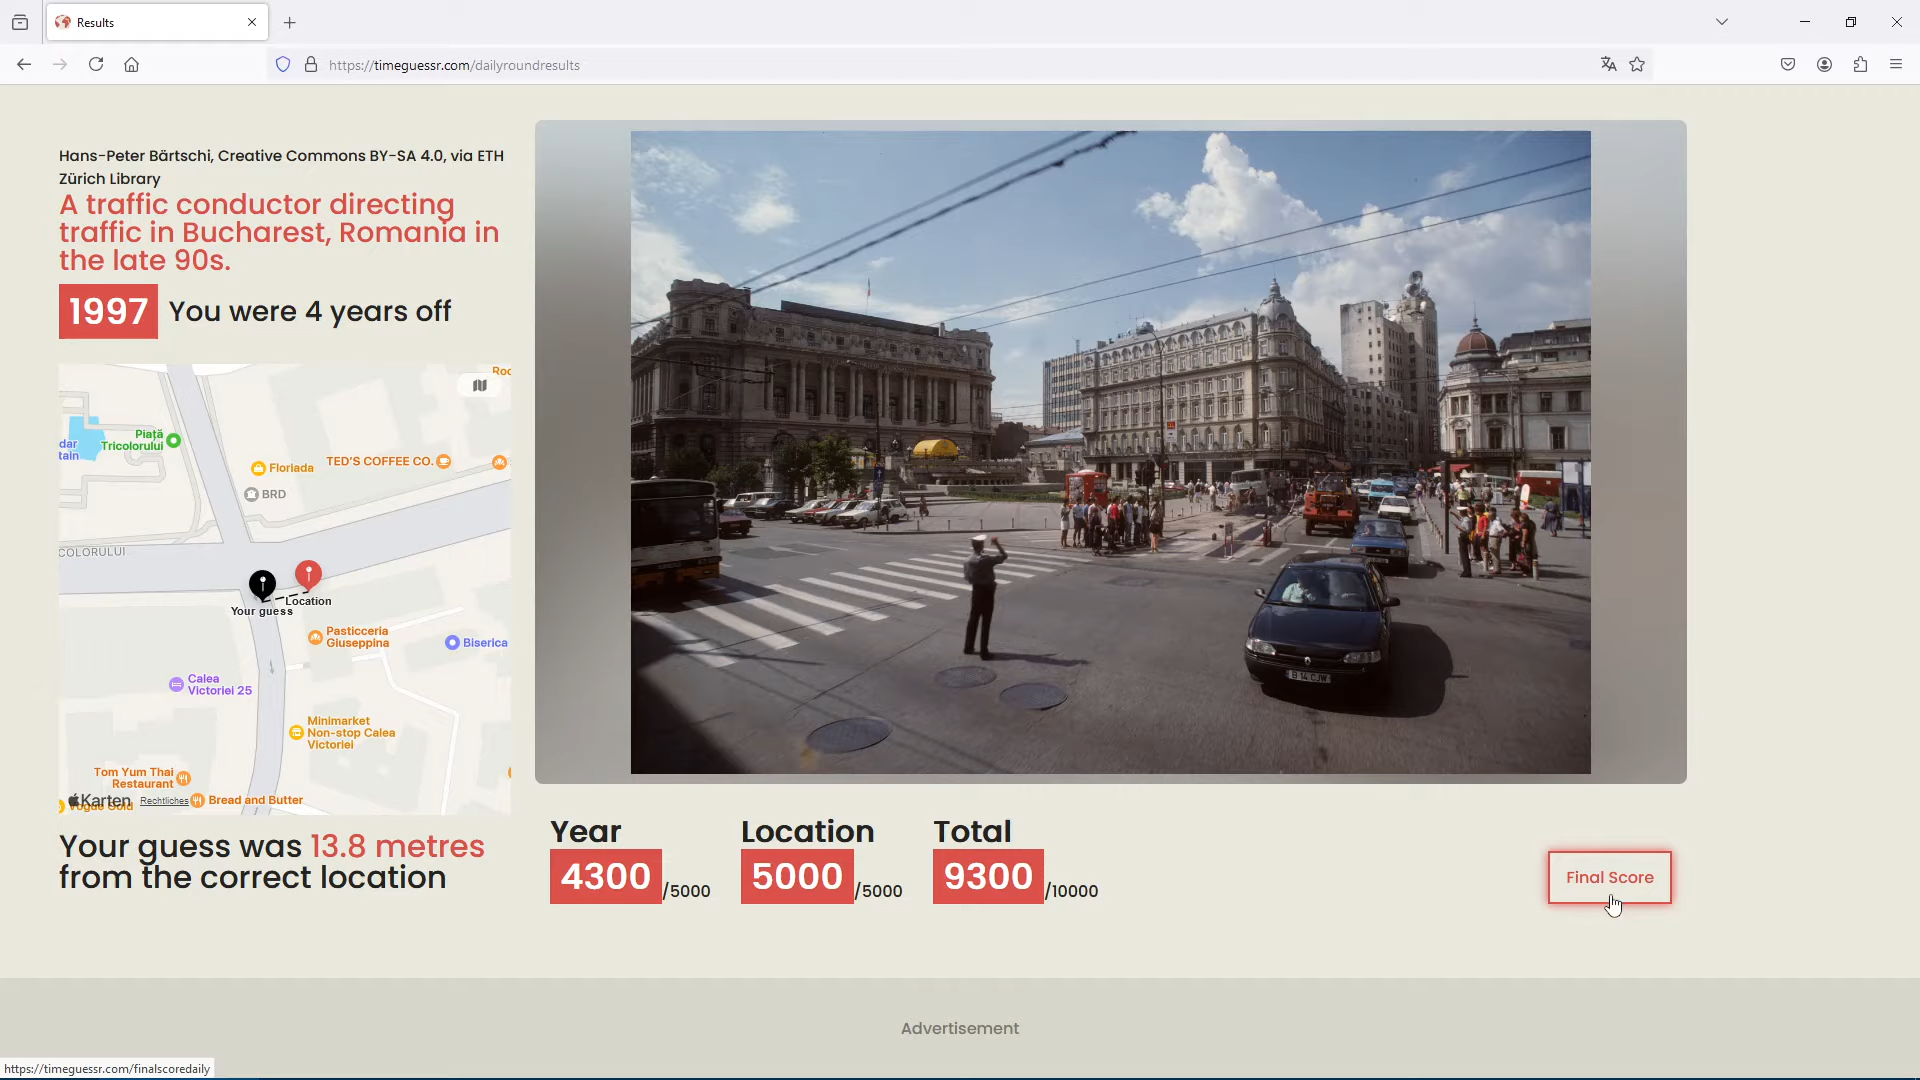 Results
https://timeguessr.com/dailyroundresults
Hans-Peter Bärtschi, Creative Commons BY-SA 4.0, via ETH
Zürich Library
A traffic conductor directing
traffic in Bucharest, Romania in
the late 90s.
1997 You were 4 years off
Piață
Tricolorului
dar
tain
Floriada
TED'S COFFEE CO.
BRD
COLORULUI
Your guess
Location
Pasticceria
Giuseppina
Biserica
Calea
Victoriei 25
Minimarket
Non-stop Calea
Victoriei
Tom Yum Thai
Restaurant
Karten
Rechtliches
Bread and Butter
Your guess was 13.8 metres
from the correct location
B 14 CJW
Year
4300/5000
Location
5000/5000
Total
9300/10000
Final Score
Advertisement
https://timeguessr.com/finalscoredaily